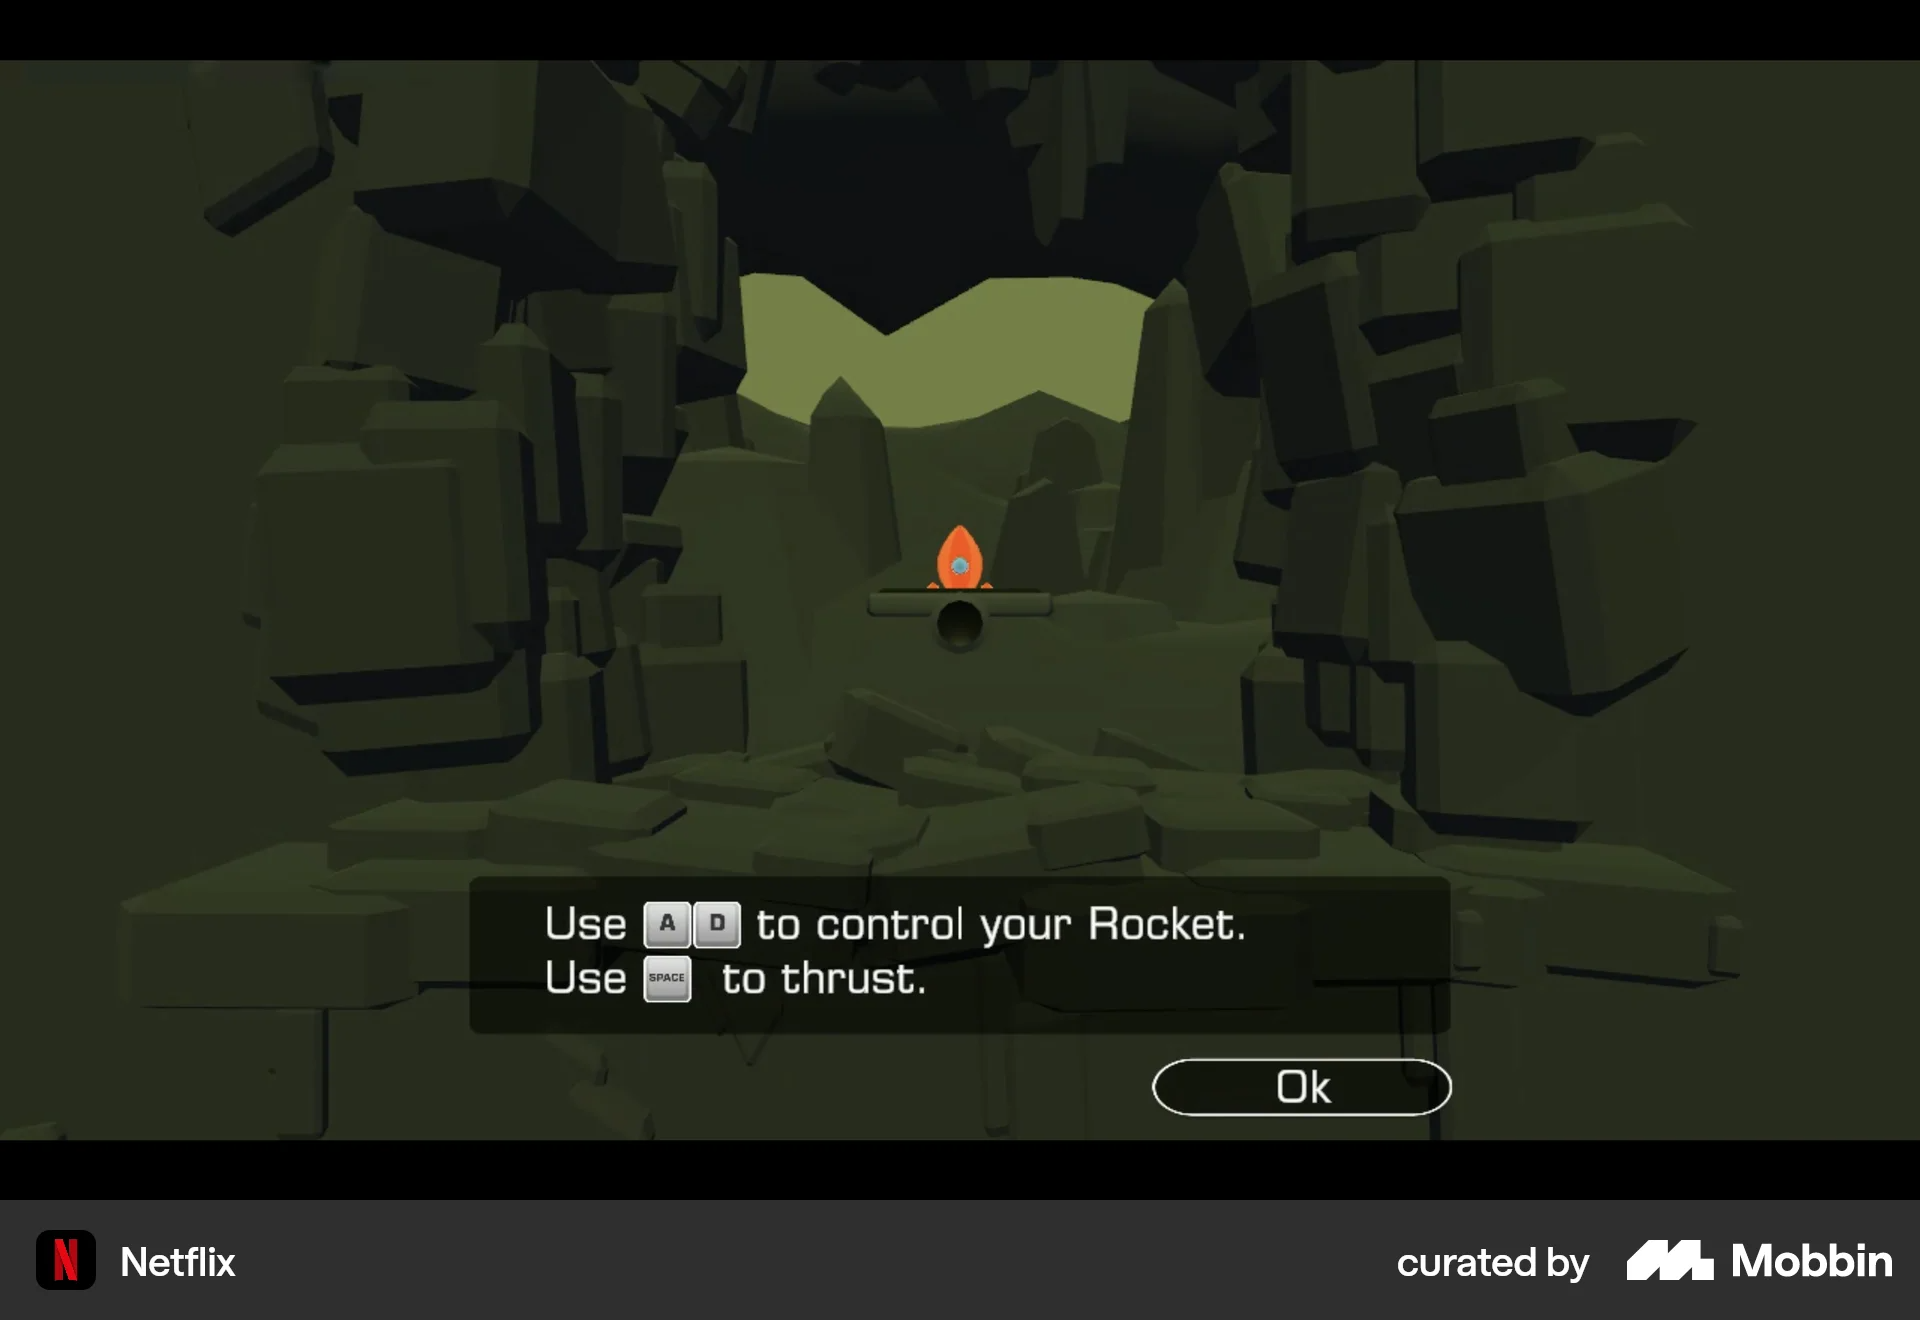 Use A D to control your Rocket.
Use SPACE to thrust.
Ok
Netflix
curated by Mobbin